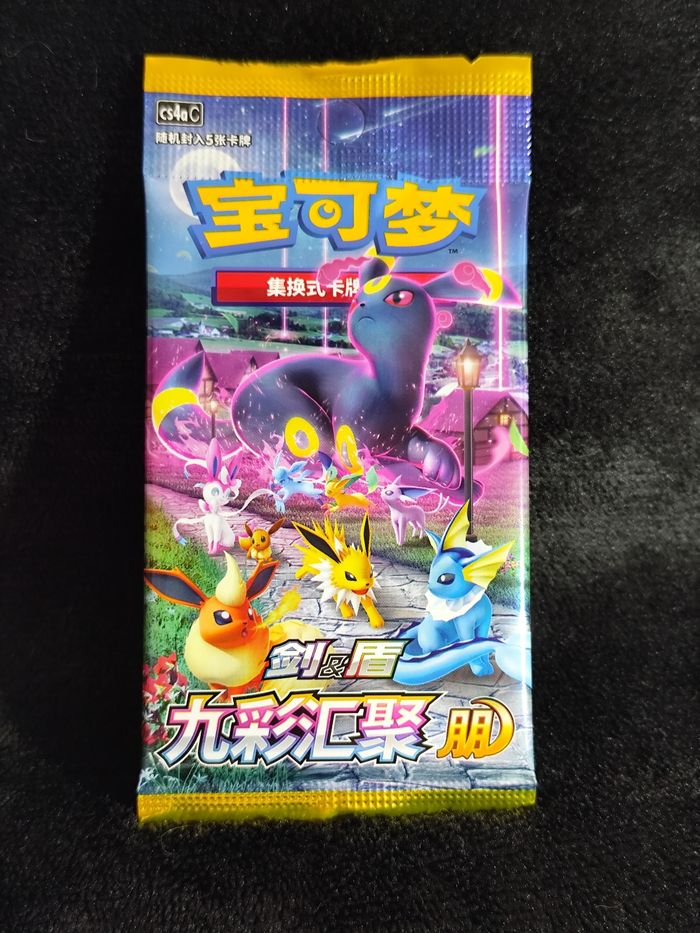 cs4aC
随机封入5张卡牌
宝可梦
TM
集换式卡牌
剑&盾
九彩汇聚 朋